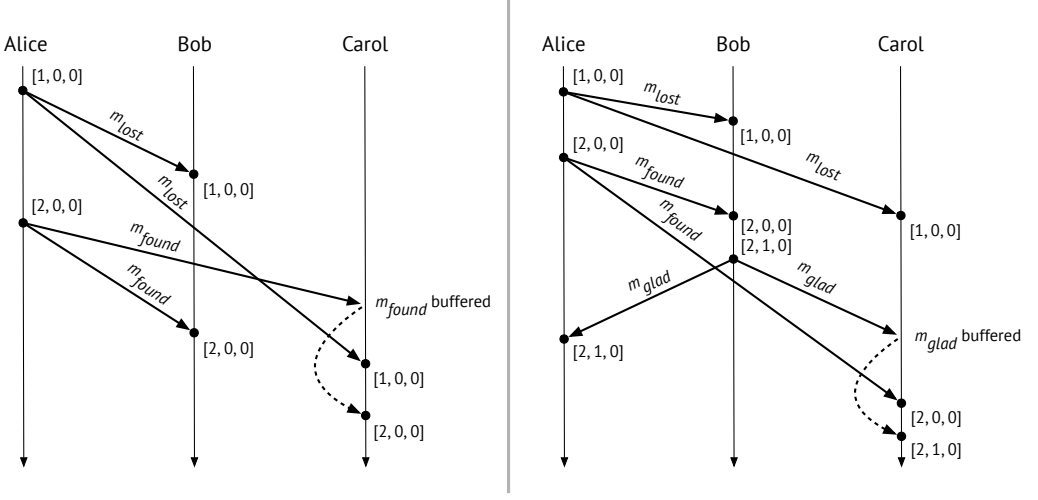 Alice Bob Carol
[1, 0, 0]
m_lost
m_lost
[1, 0, 0]
[2, 0, 0]
m_found
m_found
m_found buffered
[2, 0, 0]
[1, 0, 0]
[2, 0, 0]
Alice Bob Carol
[1, 0, 0]
m_lost
[1, 0, 0]
[2, 0, 0]
m_lost
m_found
m_found
[2, 0, 0]
[1, 0, 0]
[2, 1, 0]
m_glad
m_glad
m_glad buffered
[2, 1, 0]
[2, 0, 0]
[2, 1, 0]